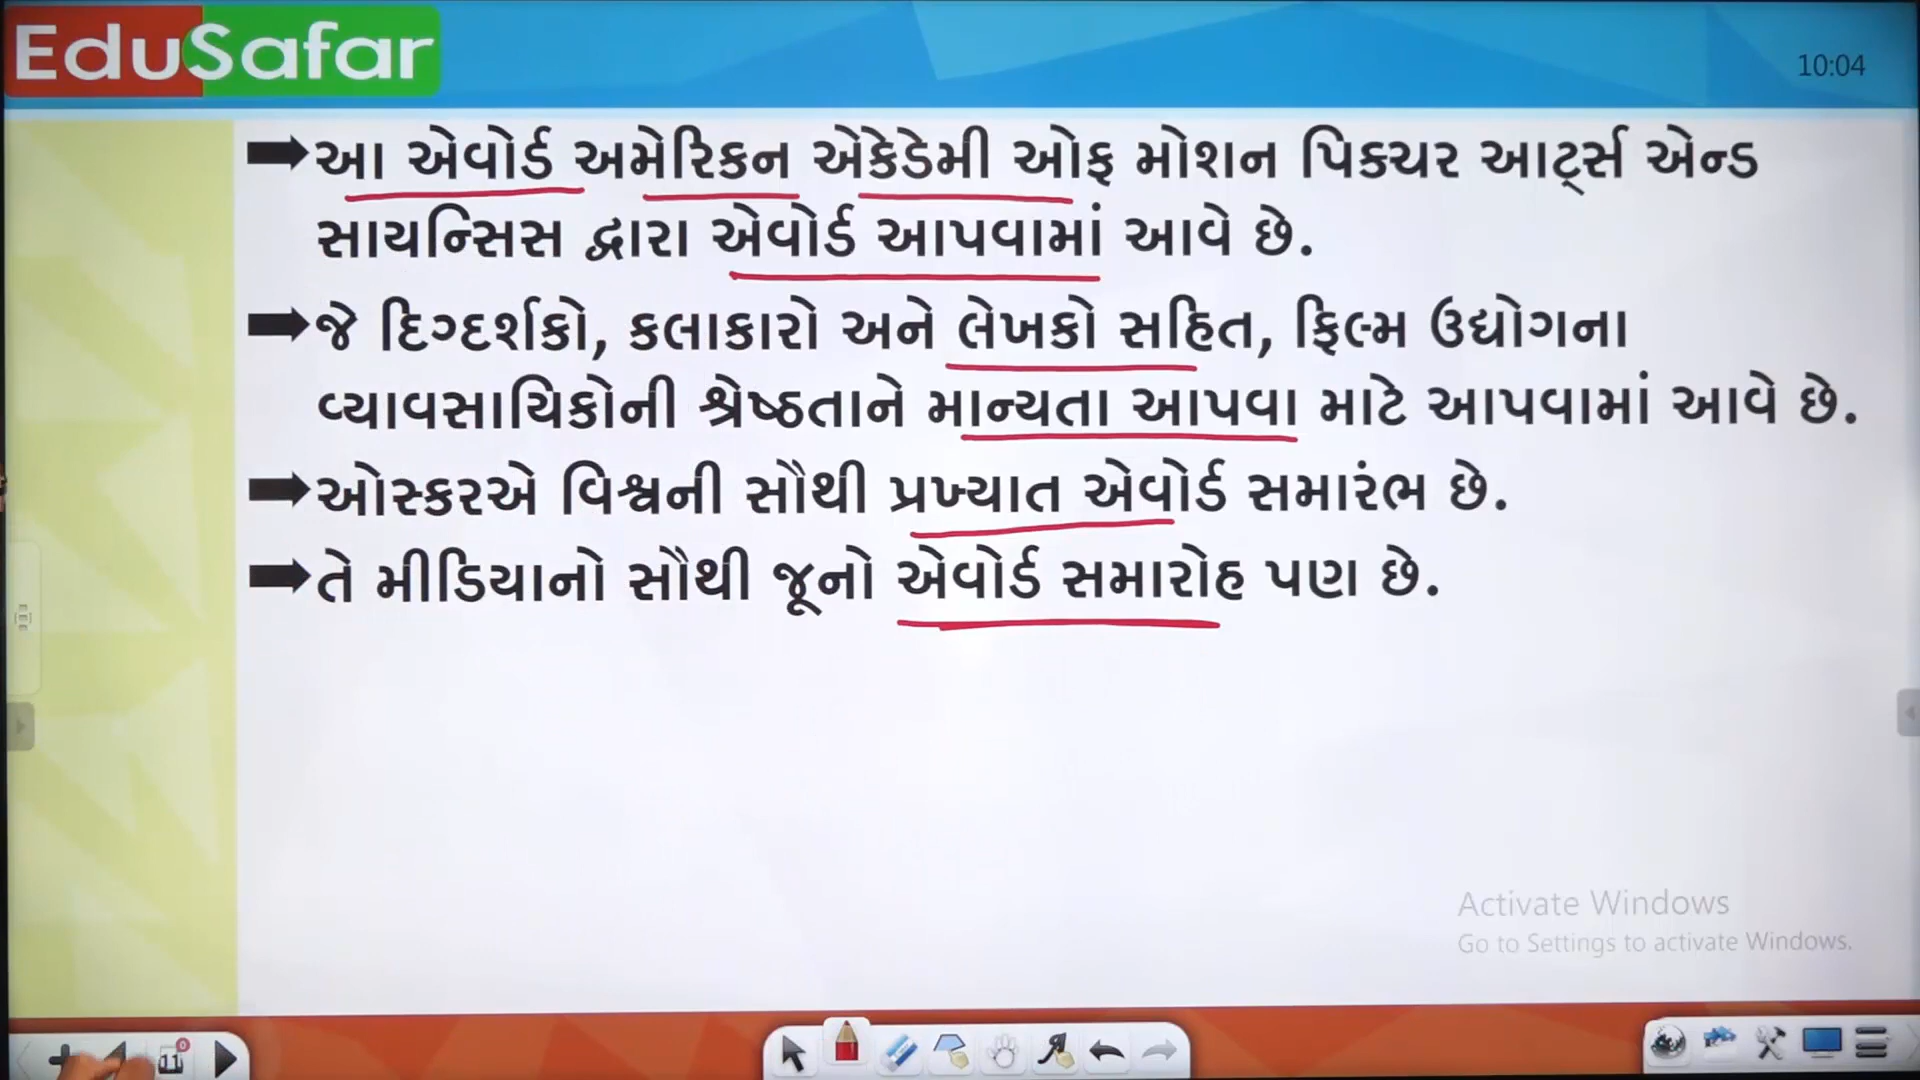 EduSafar
10:04
➡આ એવોર્ડ અમેરિકન એકેડેમી ઓફ મોશન પિક્ચર આર્ટ્સ એન્ડ
સાયન્સિસ દ્વારા એવોર્ડ આપવામાં આવે છે.
➡જે દિગ્દર્શકો, કલાકારો અને લેખકો સહિત, ફિલ્મ ઉદ્યોગના
વ્યાવસાયિકોની શ્રેષ્ઠતાને માન્યતા આપવા માટે આપવામાં આવે છે.
➡ઓસ્કરએ વિશ્વની સૌથી પ્રખ્યાત એવોર્ડ સમારંભ છે.
➡તે મીડિયાનો સૌથી જૂનો એવોર્ડ સમારોહ પણ છે.
Activate Windows
Go to Settings to activate Windows.
11
0